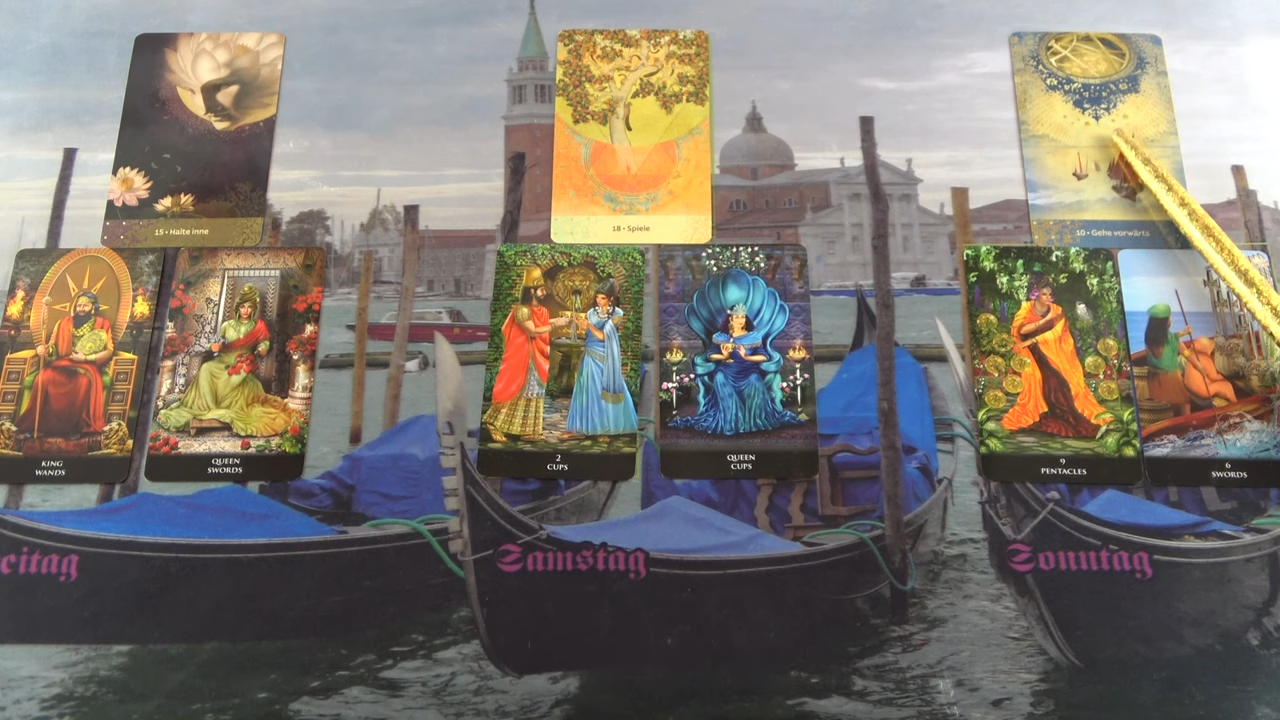 15 • Halte inne
18 • Spiele
10 • Gehe vorwärts
KING
WANDS
QUEEN
SWORDS
2
CUPS
QUEEN
CUPS
9
PENTACLES
6
SWORDS
eitag
Samstag
Sonntag